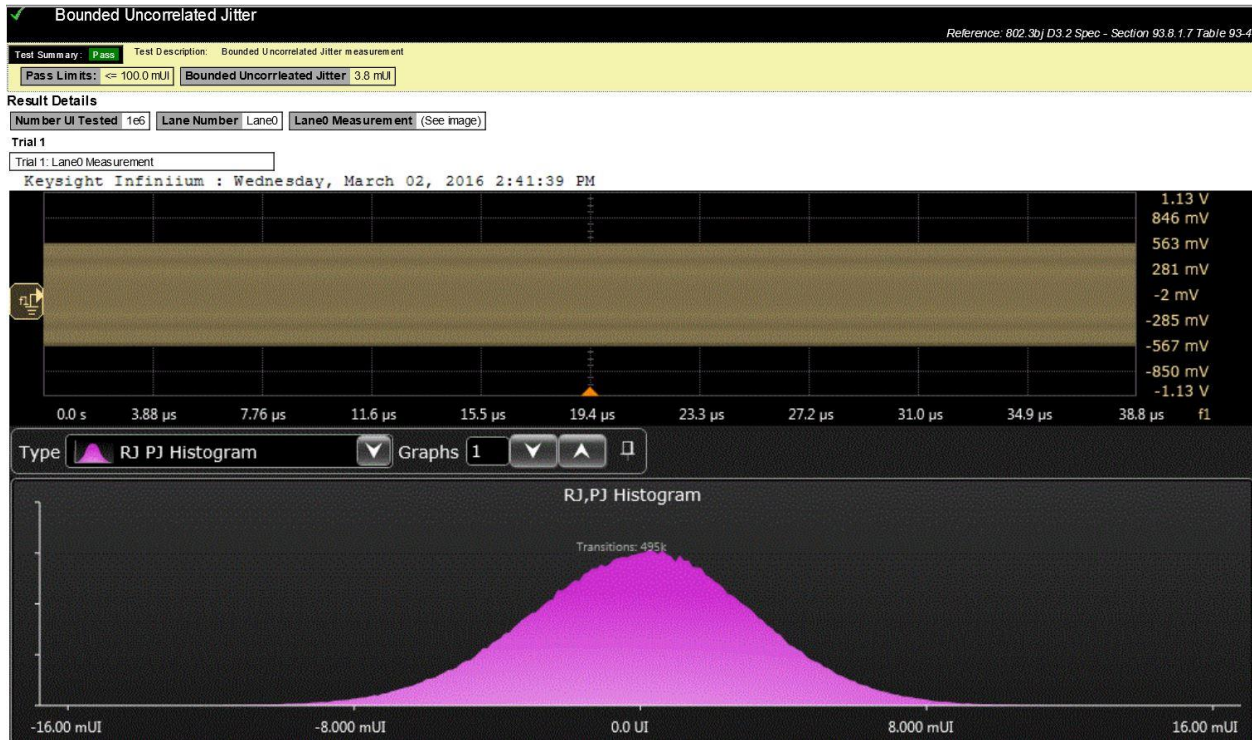 Bounded Uncorrelated Jitter
Reference: 802.3bj D3.2 Spec - Section 93.8.1.7 Table 93-4
Test Summary: Pass Test Description: Bounded Uncorrelated Jitter measurement
Pass Limits: <= 100.0 mUI Bounded Uncorrleated Jitter 3.8 mUI
Result Details
Number UI Tested 1e6 Lane Number Lane0 Lane0 Measurement (See image)
Trial 1
Trial 1: Lane0 Measurement
Keysight Infiniium : Wednesday, March 02, 2016 2:41:39 PM
1.13 V
846 mV
563 mV
281 mV
f1 -2 mV
-285 mV
-567 mV
-850 mV
-1.13 V
0.0 s 3.88 µs 7.76 µs 11.6 µs 15.5 µs 19.4 µs 23.3 µs 27.2 µs 31.0 µs 34.9 µs 38.8 µs f1
Type RJ PJ Histogram Graphs 1
RJ,PJ Histogram
Transitions: 495k
-16.00 mUI -8.000 mUI 0.0 UI 8.000 mUI 16.00 mUI